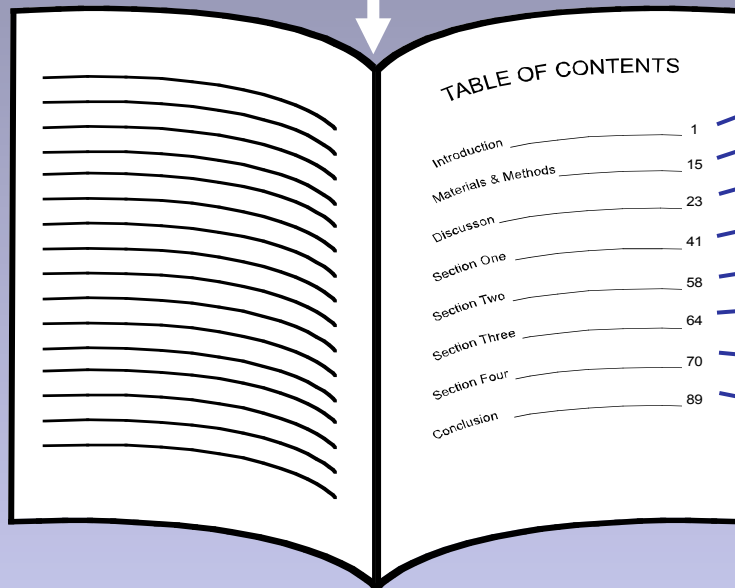 TABLE OF CONTENTS
Introduction 1
Materials & Methods 15
Discusson 23
Section One 41
Section Two 58
Section Three 64
Section Four 70
Conclusion 89